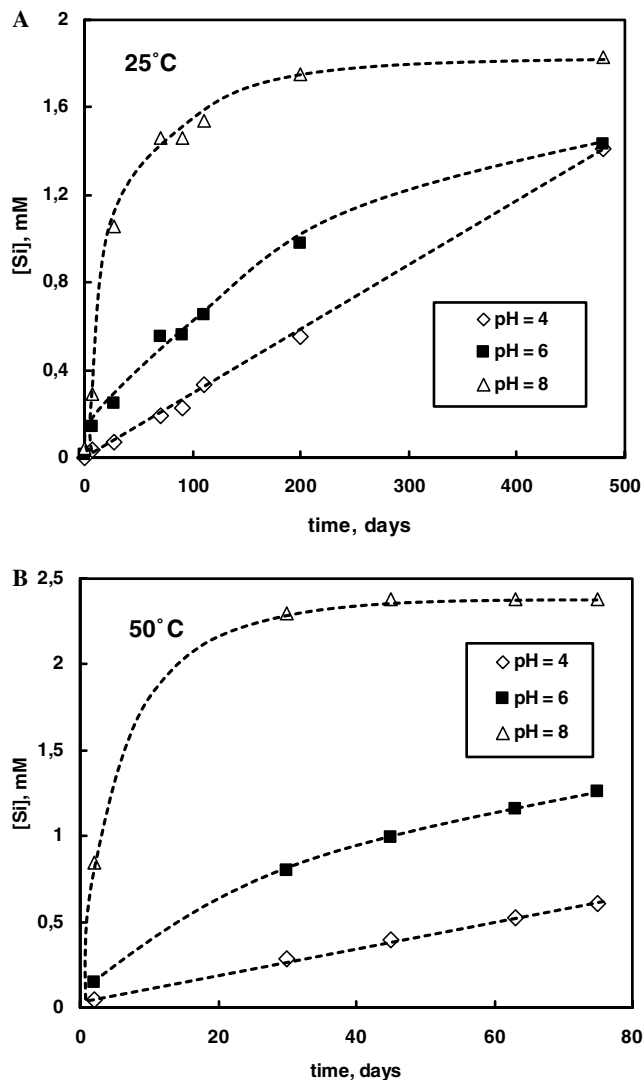 A
25°C
2
1,6
1,2
0,8
0,4
0
[Si], mM
pH = 4
pH = 6
pH = 8
0 100 200 300 400 500
time, days
B
50°C
2,5
2
1,5
1
0,5
0
[Si], mM
pH = 4
pH = 6
pH = 8
0 20 40 60 80
time, days